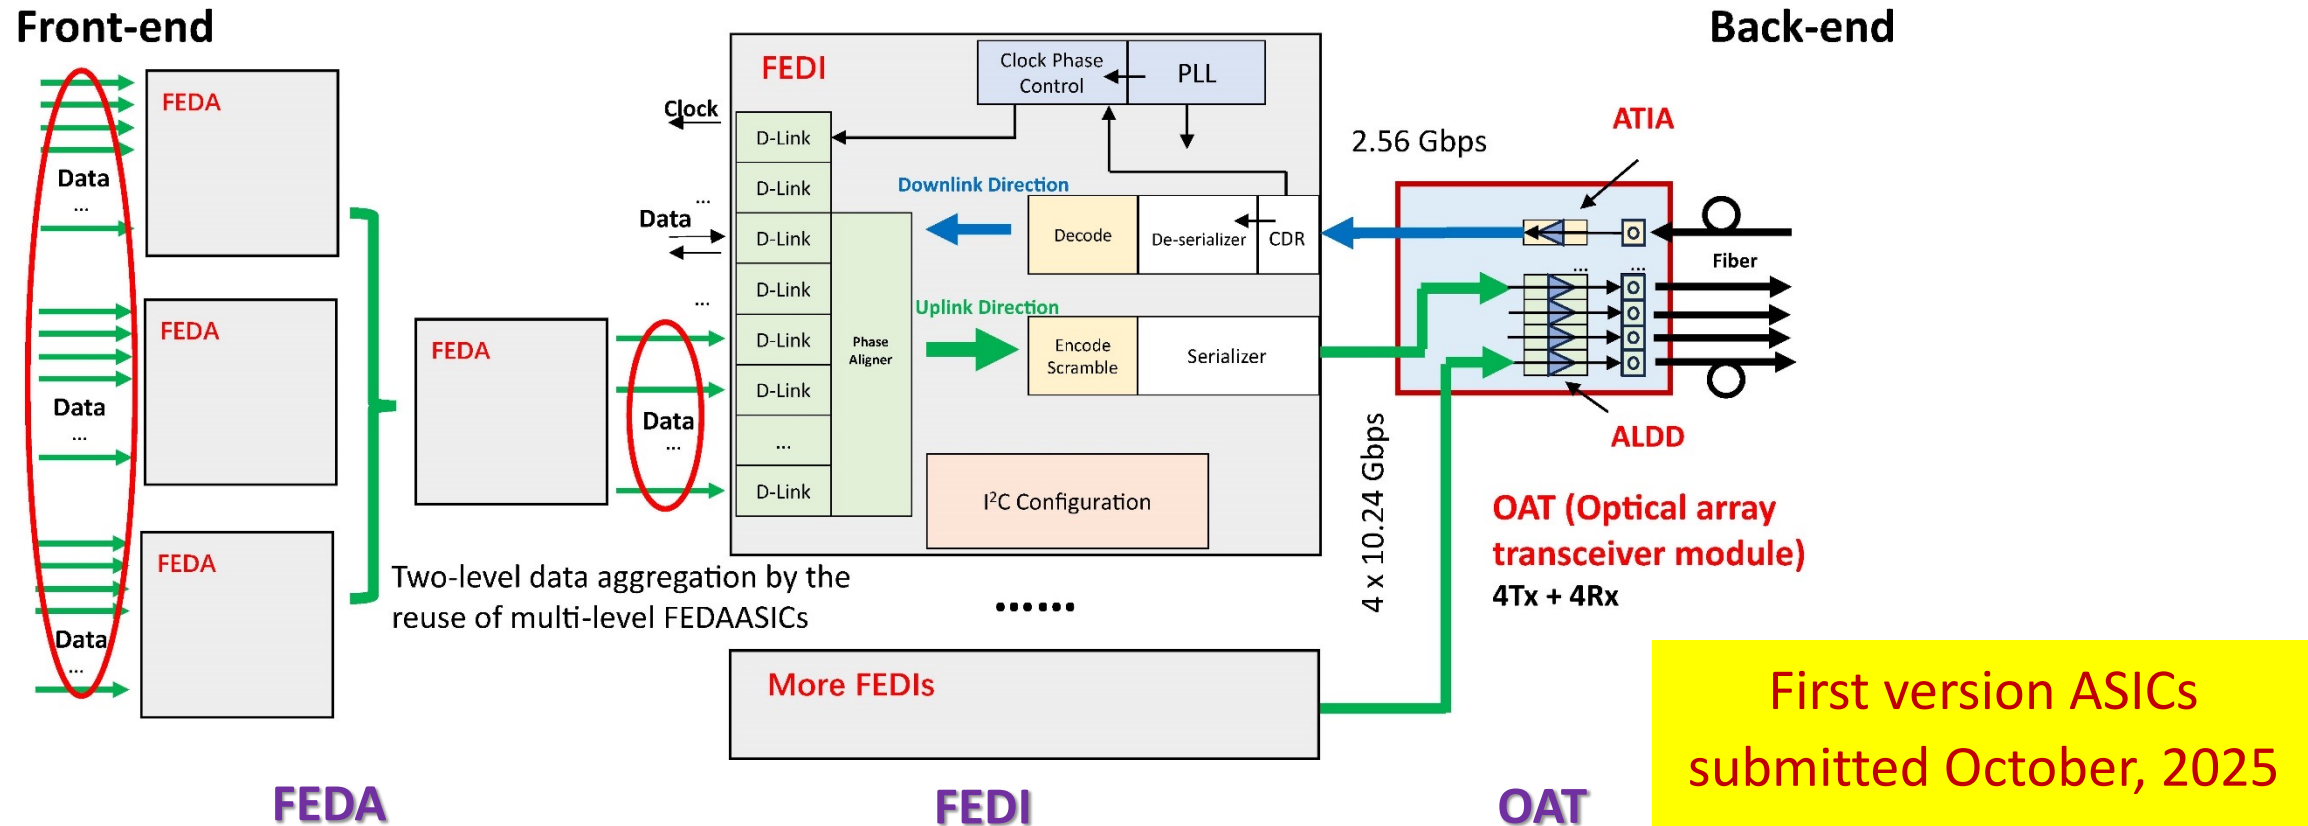 Front-end
Back-end
FEDA
Data
...
FEDA
Data
...
FEDA
Data
...
FEDA
Data
...
Two-level data aggregation by the
reuse of multi-level FEDAASICs
FEDI
Clock Phase
Control
PLL
Clock
...
Data
...
D-Link
D-Link
D-Link
D-Link
D-Link
D-Link
...
D-Link
Phase
Aligner
Downlink Direction
Decode
De-serializer
CDR
Uplink Direction
Encode
Scramble
Serializer
I²C Configuration
......
More FEDIs
2.56 Gbps
4 x 10.24 Gbps
ATIA
...
...
Fiber
ALDD
OAT (Optical array
transceiver module)
4Tx + 4Rx
First version ASICs
submitted October, 2025
FEDA
FEDI
OAT